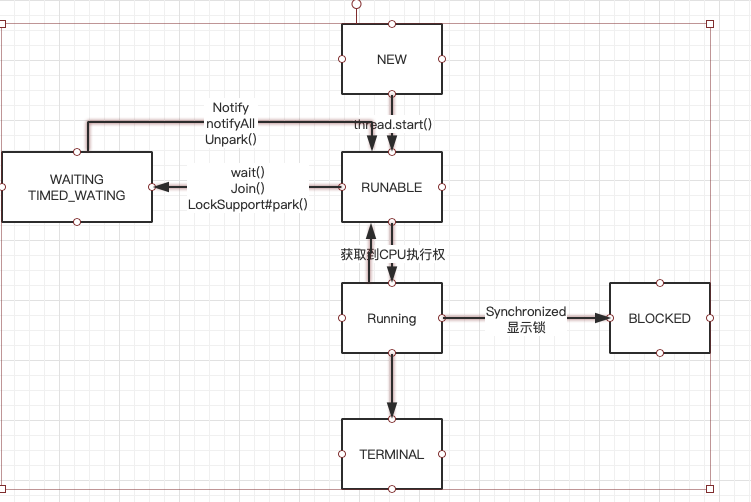 NEW
thread.start()
Notify
notifyAll
Unpark()
WAITING
TIMED_WATING
wait()
Join()
LockSupport#park()
RUNABLE
获取到CPU执行权
Running
Synchronized
显示锁
BLOCKED
TERMINAL